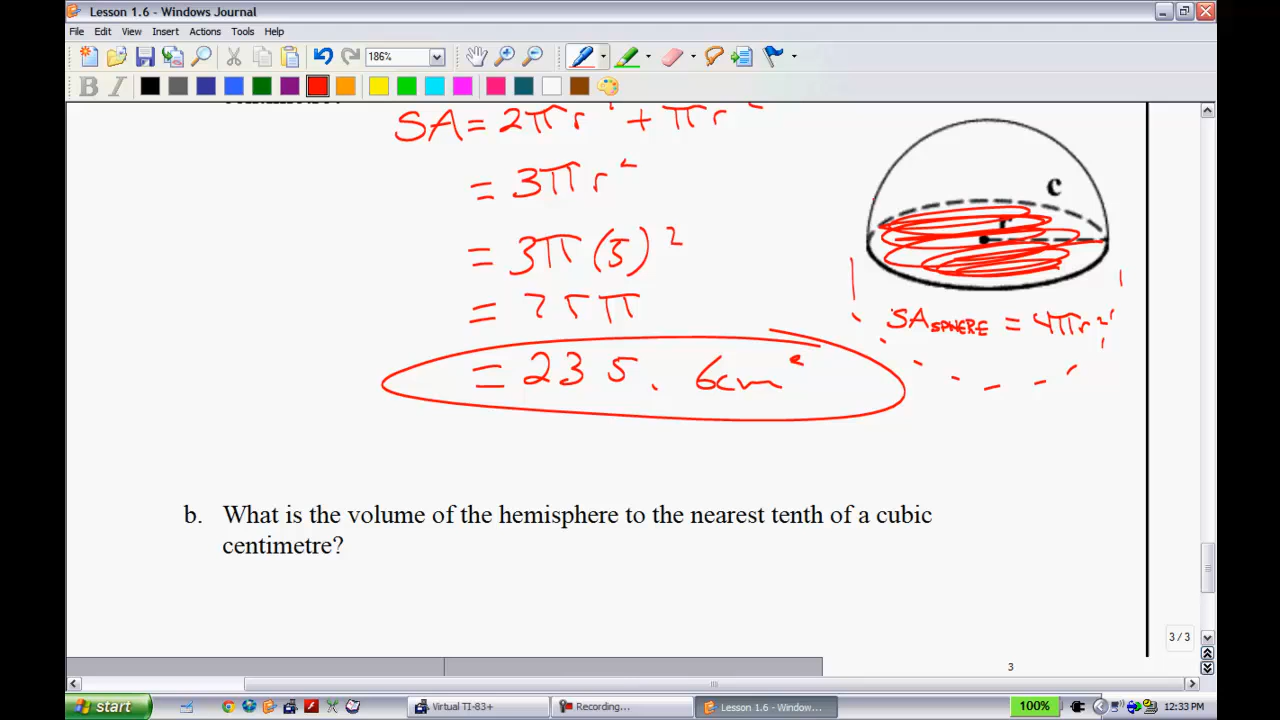 Lesson 1.6 - Windows Journal
File Edit View Insert Actions Tools Help
186%
B I
SA = 2πr² + πr²
= 3πr²
= 3π(5)²
= 75π
= 235.6cm²
c
r
SA SPHERE = 4πr²
b. What is the volume of the hemisphere to the nearest tenth of a cubic
centimetre?
3 / 3
3
start
Virtual TI-83+
Recording...
Lesson 1.6 - Window...
100%
12:33 PM